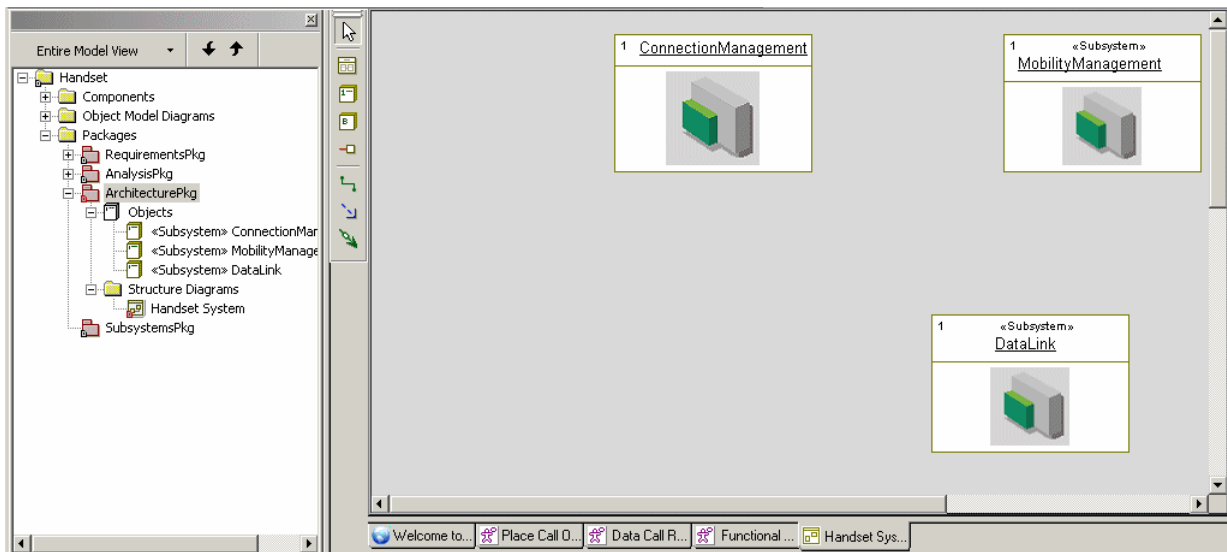 Entire Model View
Handset
Components
Object Model Diagrams
Packages
RequirementsPkg
AnalysisPkg
ArchitecturePkg
Objects
«Subsystem» ConnectionMar
«Subsystem» MobilityManage
«Subsystem» DataLink
Structure Diagrams
Handset System
SubsystemsPkg
1 ConnectionManagement
1 «Subsystem»
MobilityManagement
1 «Subsystem»
DataLink
Welcome to... Place Call O... Data Call R... Functional ... Handset Sys...